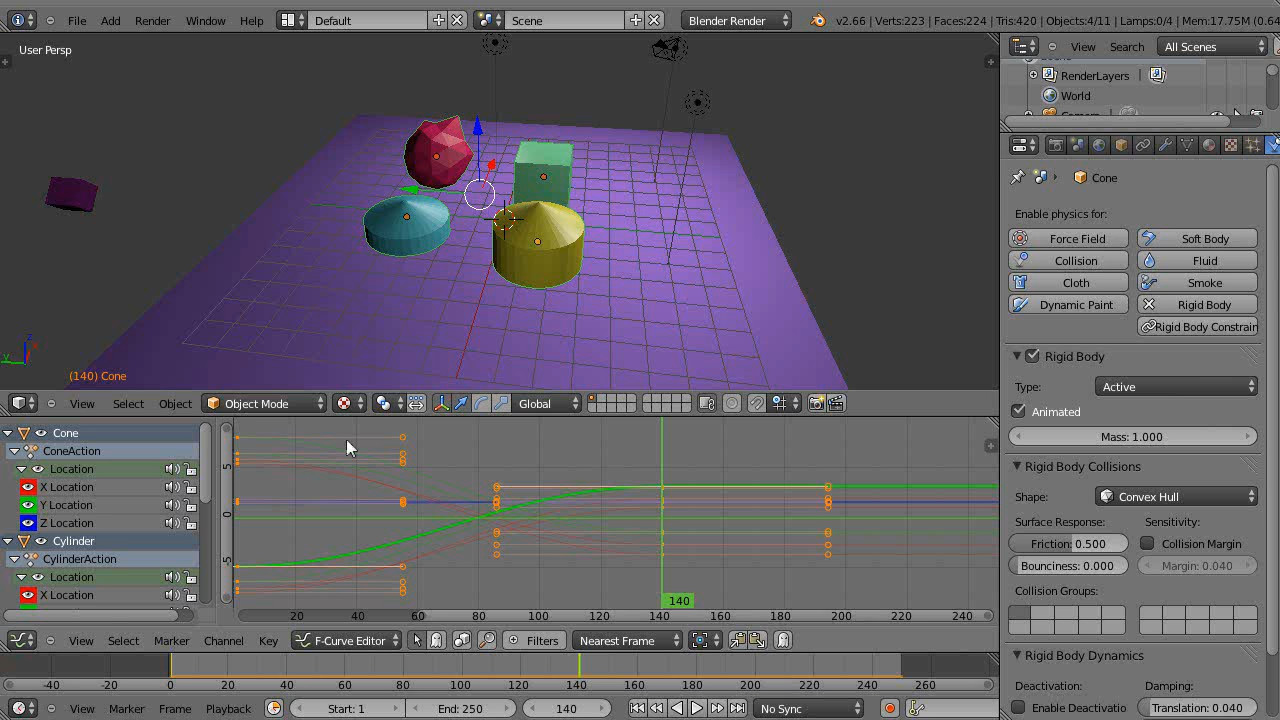 File Add Render Window Help Default Scene Blender Render v2.66 | Verts:223 | Faces:224 | Tris:420 | Objects:4/11 | Lamps:0/4 | Mem:17.75M (0.64
User Persp
View Search All Scenes
RenderLayers
World
Cone
Enable physics for:
Force Field Soft Body
Collision Fluid
Cloth Smoke
Dynamic Paint Rigid Body
Rigid Body Constrain
Rigid Body
Type: Active
Animated
Mass: 1.000
Rigid Body Collisions
Shape: Convex Hull
Surface Response: Sensitivity:
Friction: 0.500 Collision Margin
Bounciness: 0.000 Margin: 0.040
Collision Groups:
Rigid Body Dynamics
Deactivation: Damping:
Enable Deactivatio Translation: 0.040
y z
(140) Cone
View Select Object Object Mode Global
Cone
ConeAction
Location
X Location
Y Location
Z Location
Cylinder
CylinderAction
Location
X Location
5
0
-5
140
20 40 60 80 100 120 140 160 180 200 220 240
View Select Marker Channel Key F-Curve Editor Filters Nearest Frame
-40 -20 0 20 40 60 80 100 120 140 160 180 200 220 240 260
View Marker Frame Playback Start: 1 End: 250 140 No Sync